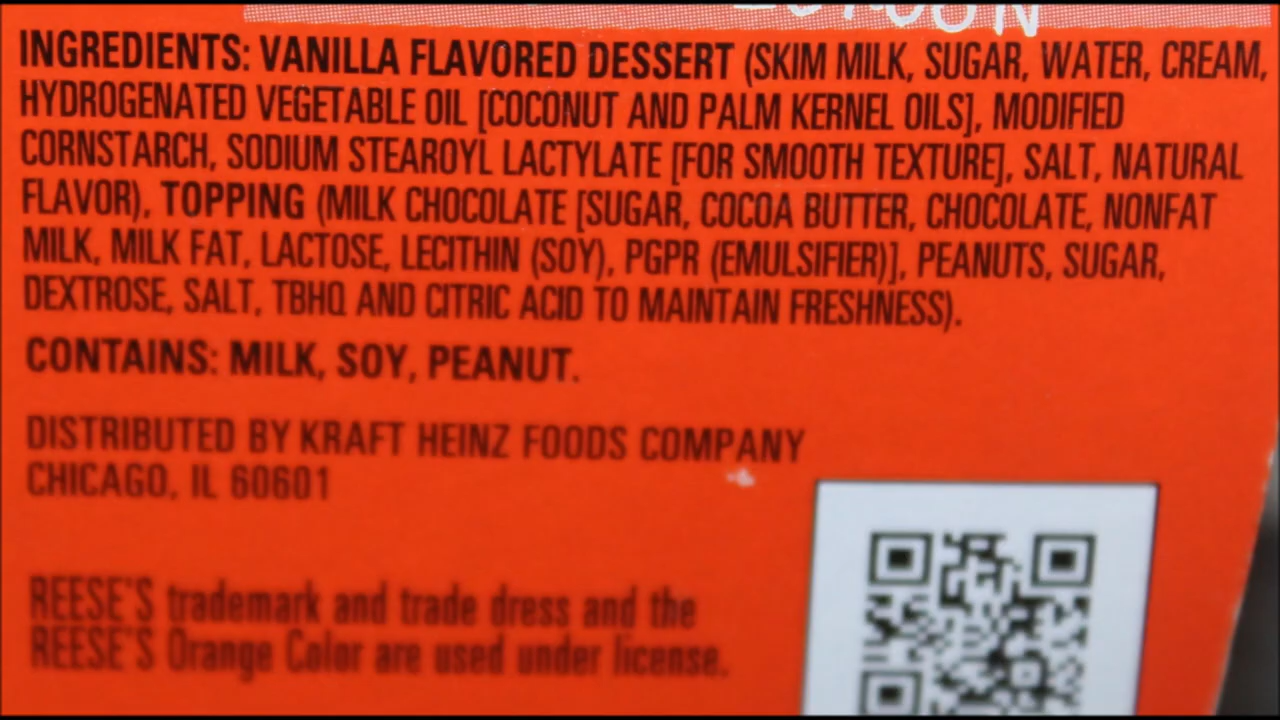 INGREDIENTS: VANILLA FLAVORED DESSERT (SKIM MILK, SUGAR, WATER, CREAM,
HYDROGENATED VEGETABLE OIL [COCONUT AND PALM KERNEL OILS], MODIFIED
CORNSTARCH, SODIUM STEAROYL LACTYLATE [FOR SMOOTH TEXTURE], SALT, NATURAL
FLAVOR), TOPPING (MILK CHOCOLATE [SUGAR, COCOA BUTTER, CHOCOLATE, NONFAT
MILK, MILK FAT, LACTOSE, LECITHIN (SOY), PGPR (EMULSIFIER)], PEANUTS, SUGAR,
DEXTROSE, SALT, TBHQ AND CITRIC ACID TO MAINTAIN FRESHNESS).
CONTAINS: MILK, SOY, PEANUT.
DISTRIBUTED BY KRAFT HEINZ FOODS COMPANY
CHICAGO, IL 60601
REESE'S trademark and trade dress and the
REESE'S Orange Color are used under license.